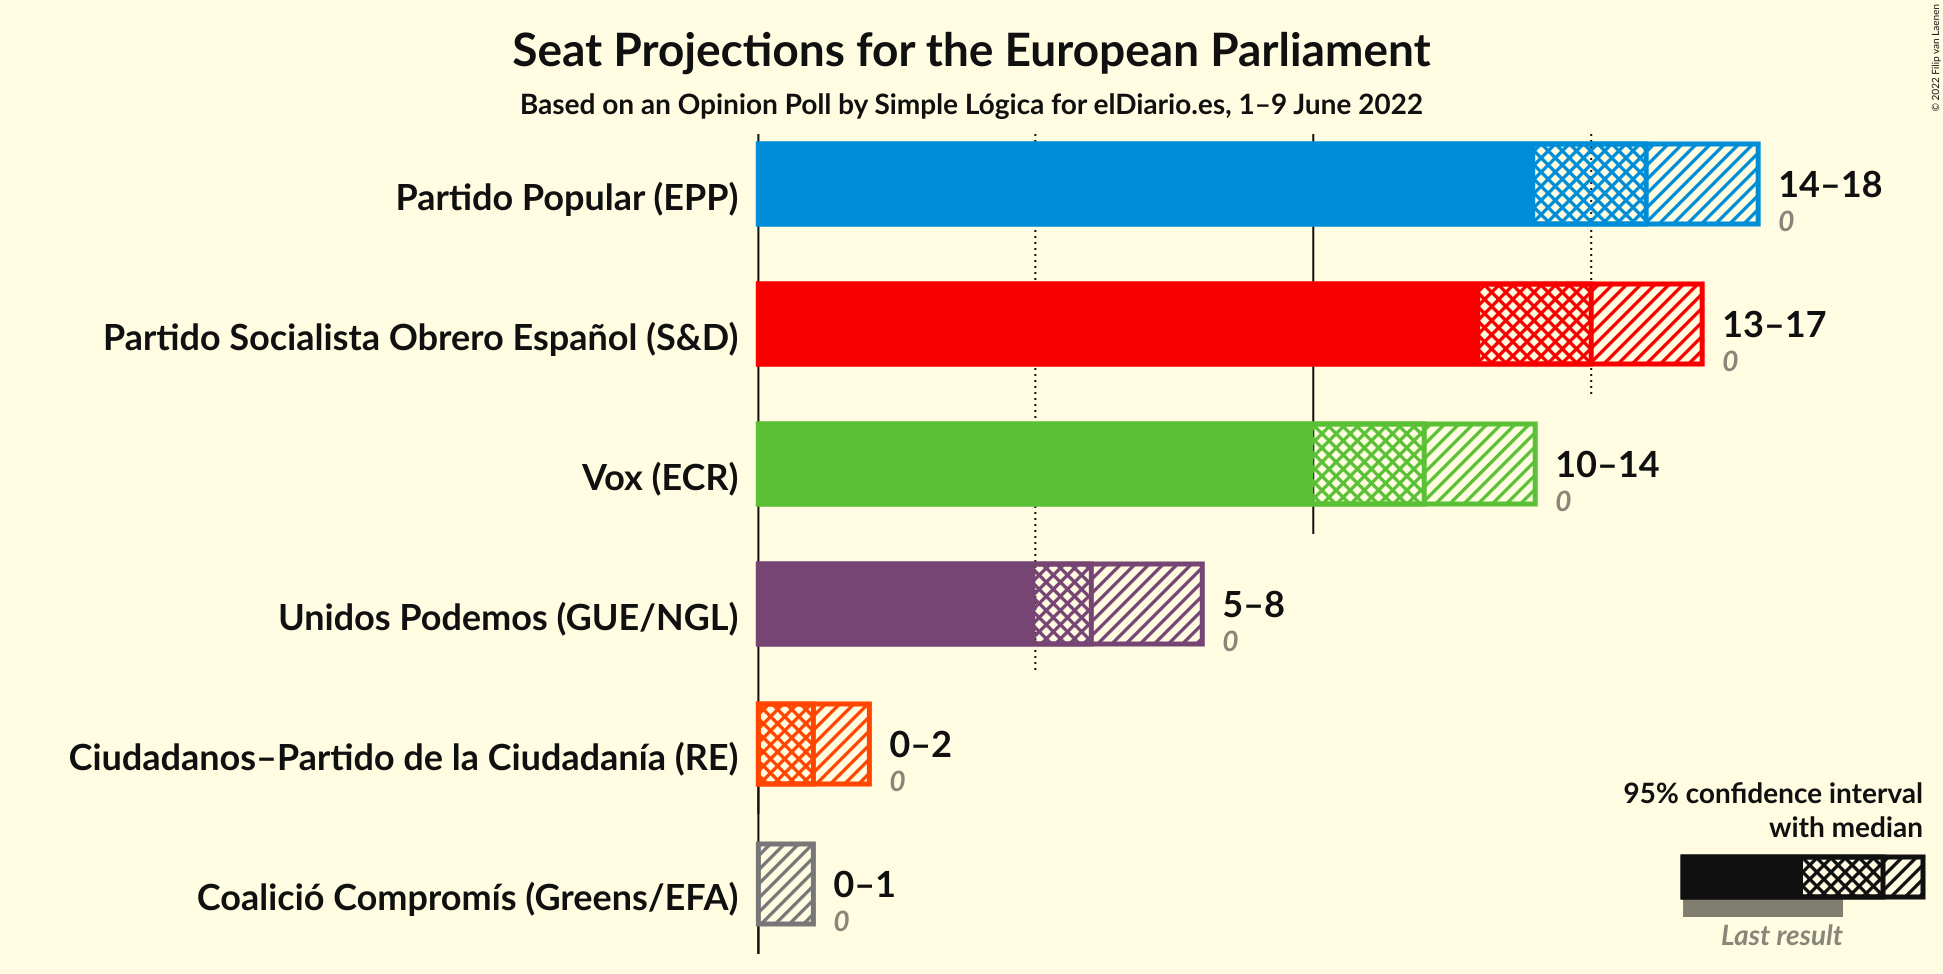 Seat Projections for the European Parliament
Based on an Opinion Poll by Simple Lógica for elDiario.es, 1–9 June 2022
© 2022 Filip van Laenen
Partido Popular (EPP)
14–18
0
Partido Socialista Obrero Español (S&D)
13–17
0
Vox (ECR)
10–14
0
Unidos Podemos (GUE/NGL)
5–8
0
Ciudadanos–Partido de la Ciudadanía (RE)
0–2
0
Coalició Compromís (Greens/EFA)
0–1
0
95% confidence interval
with median
Last result